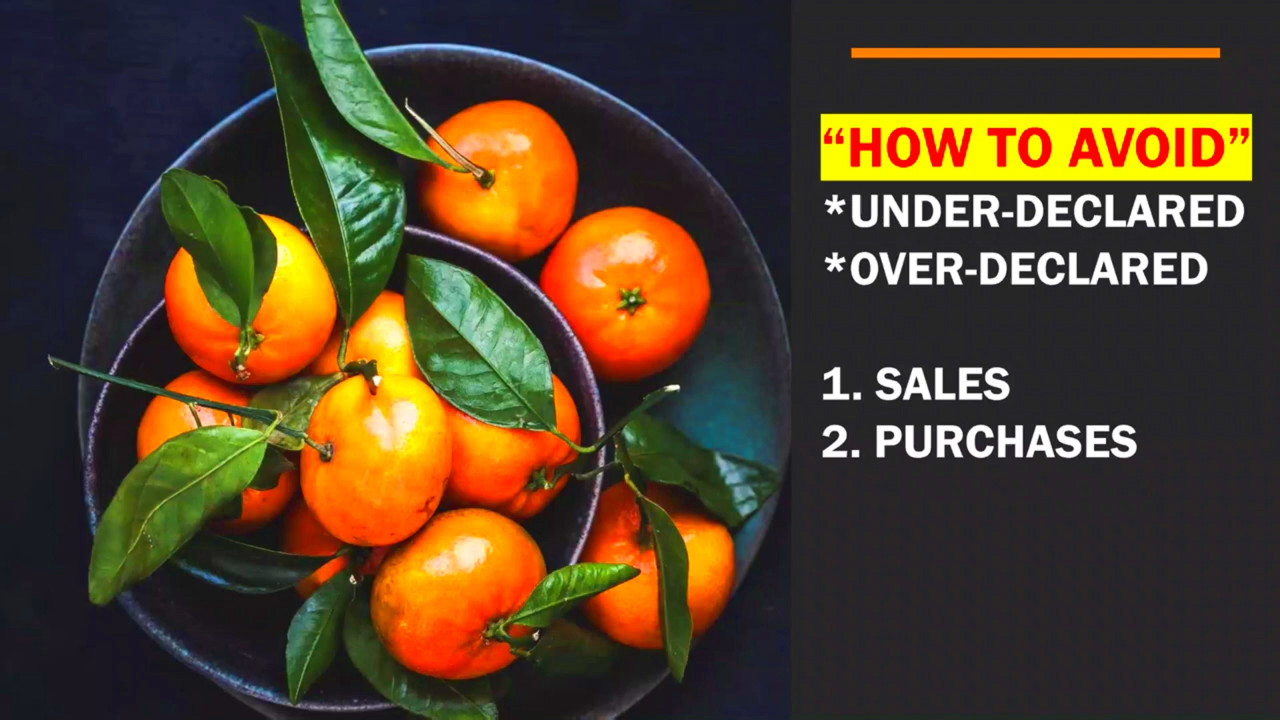 “HOW TO AVOID”
*UNDER-DECLARED
*OVER-DECLARED
1. SALES
2. PURCHASES